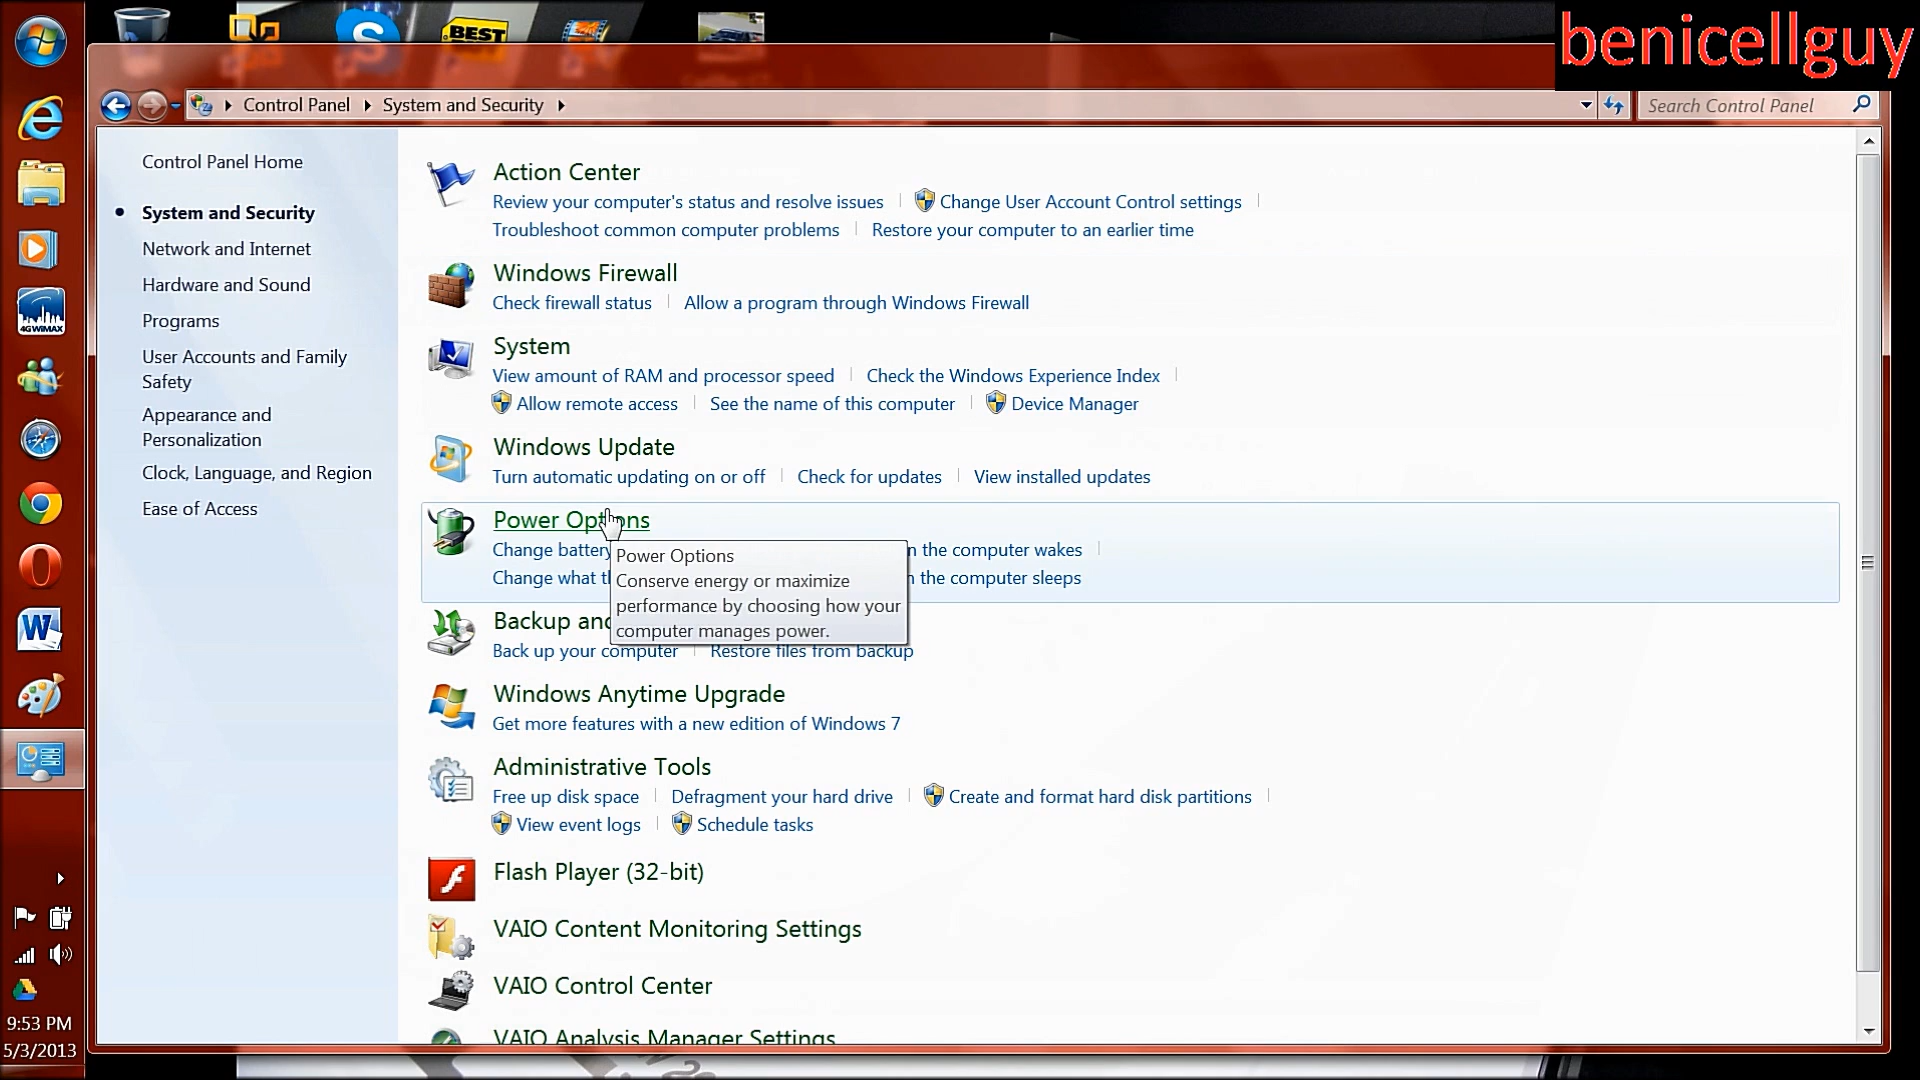 BEST
benicellguy
Control Panel
System and Security
Search Control Panel
Control Panel Home
System and Security
Network and Internet
Hardware and Sound
Programs
User Accounts and Family
Safety
Appearance and
Personalization
Clock, Language, and Region
Ease of Access
Action Center
Review your computer's status and resolve issues
Change User Account Control settings
Troubleshoot common computer problems
Restore your computer to an earlier time
Windows Firewall
Check firewall status
Allow a program through Windows Firewall
System
View amount of RAM and processor speed
Check the Windows Experience Index
Allow remote access
See the name of this computer
Device Manager
Windows Update
Turn automatic updating on or off
Check for updates
View installed updates
Power Options
Change battery
the computer wakes
Change what
the computer sleeps
Power Options
Conserve energy or maximize
performance by choosing how your
computer manages power.
Backup and
Back up your computer
Restore files from backup
Windows Anytime Upgrade
Get more features with a new edition of Windows 7
Administrative Tools
Free up disk space
Defragment your hard drive
Create and format hard disk partitions
View event logs
Schedule tasks
Flash Player (32-bit)
VAIO Content Monitoring Settings
VAIO Control Center
VAIO Analysis Manager Settings
4G WiMAX
9:53 PM
5/3/2013